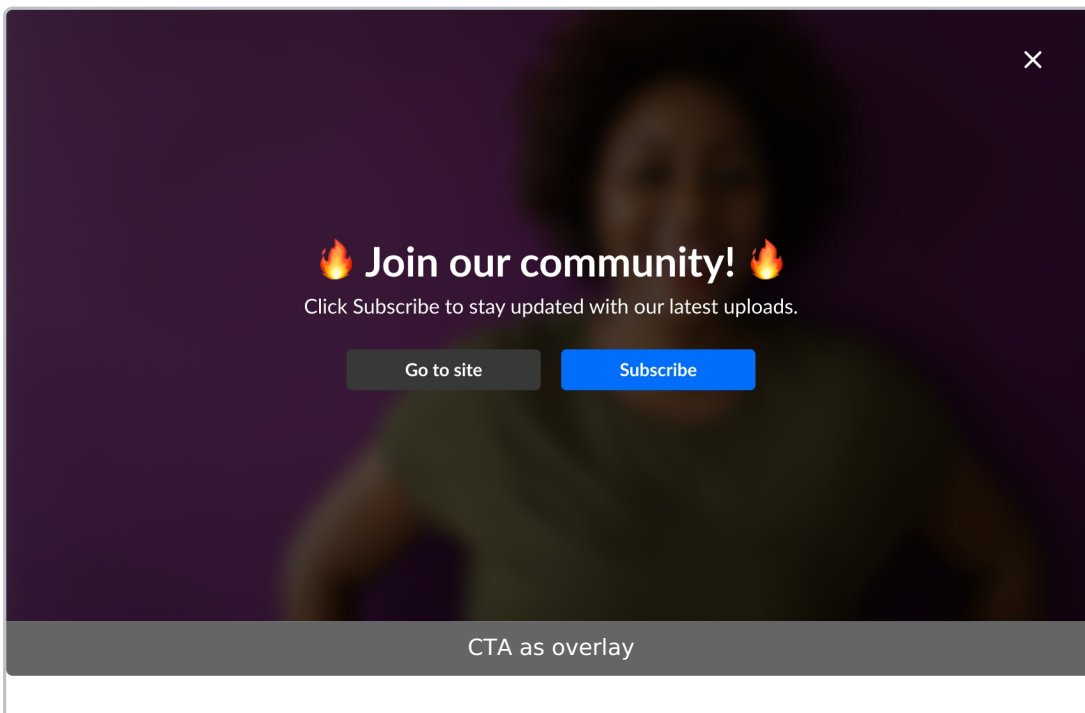 🔥 Join our community! 🔥
Click Subscribe to stay updated with our latest uploads.
Go to site
Subscribe
CTA as overlay